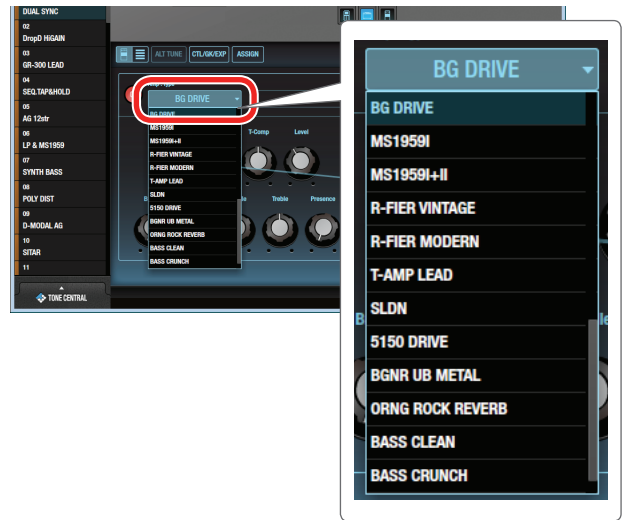 DUAL SYNC
02
DropD HiGAIN
03
GR-300 LEAD
04
SEQ.TAP&HOLD
05
AG 12str
06
LP & MS1959
07
SYNTH BASS
08
POLY DIST
09
D-MODAL AG
10
SITAR
11
TONE CENTRAL
ALT TUNE CTL/GK/EXP ASSIGN
BG DRIVE
BG DRIVE
MS1959I
MS1959I+II
R-FIER VINTAGE
R-FIER MODERN
T-AMP LEAD
SLDN
5150 DRIVE
BGNR UB METAL
ORNG ROCK REVERB
BASS CLEAN
BASS CRUNCH
T-Comp Level
Treble Presence
BG DRIVE
BG DRIVE
MS1959I
MS1959I+II
R-FIER VINTAGE
R-FIER MODERN
T-AMP LEAD
SLDN
5150 DRIVE
BGNR UB METAL
ORNG ROCK REVERB
BASS CLEAN
BASS CRUNCH